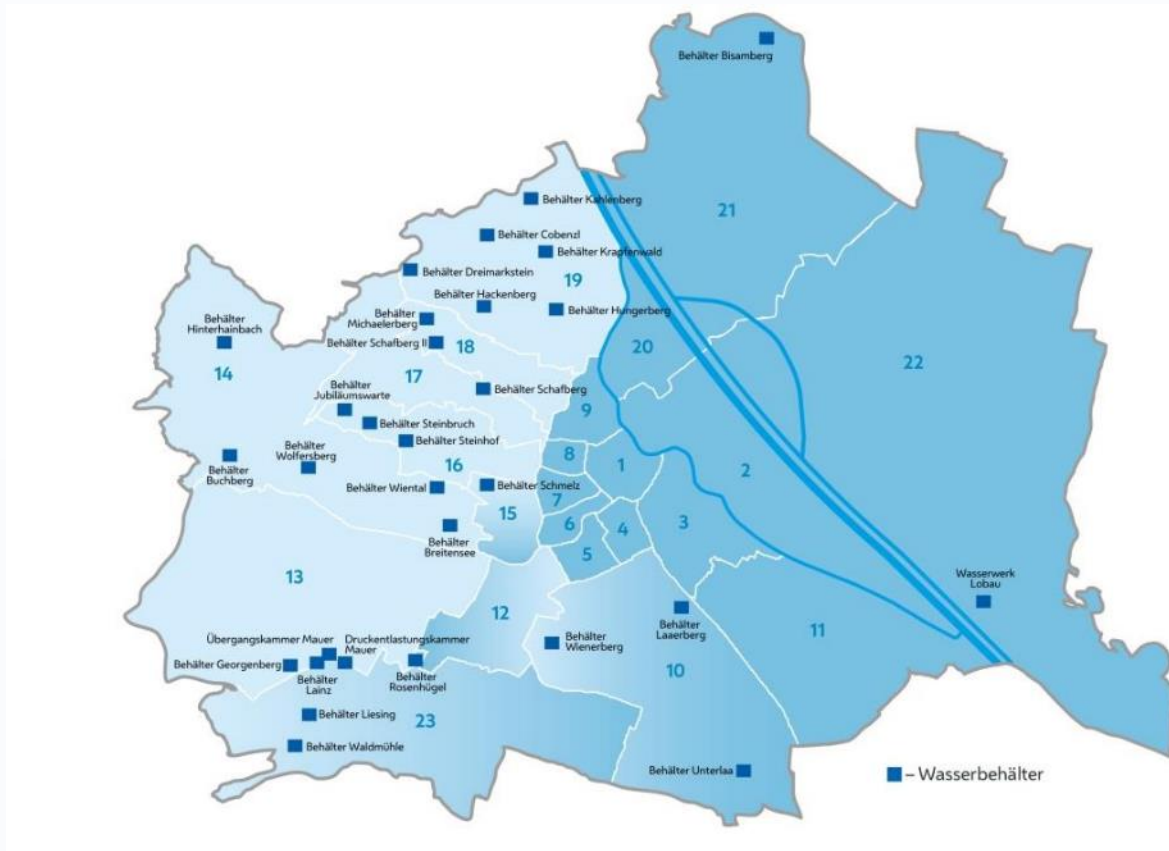 Behälter Bisamberg
21
Behälter Kahlenberg
Behälter Cobenzl
Behälter Krapfenwald
Behälter Dreimarkstein
19
Behälter Hackenberg
Behälter Hungerberg
Behälter
Michaelerberg
Behälter
Hinterhainbach
Behälter Schafberg II
18
20
22
14
17
Behälter
Jubiläumswarte
Behälter Schafberg
9
Behälter Steinbruch
Behälter Steinhof
Behälter
Wolfersberg
8
1
2
16
Behälter
Buchberg
Behälter Wiental
Behälter Schmelz
7
15
6
4
3
Behälter
Breitensee
5
13
Wasserwerk
Lobau
12
Behälter
Laaerberg
11
Übergangskammer Mauer
Druckentlastungskammer
Mauer
Behälter
Wienerberg
Behälter Georgenberg
Behälter
Lainz
Behälter
Rosenhügel
10
Behälter Liesing
23
Behälter Waldmühle
Behälter Unterlaa
– Wasserbehälter